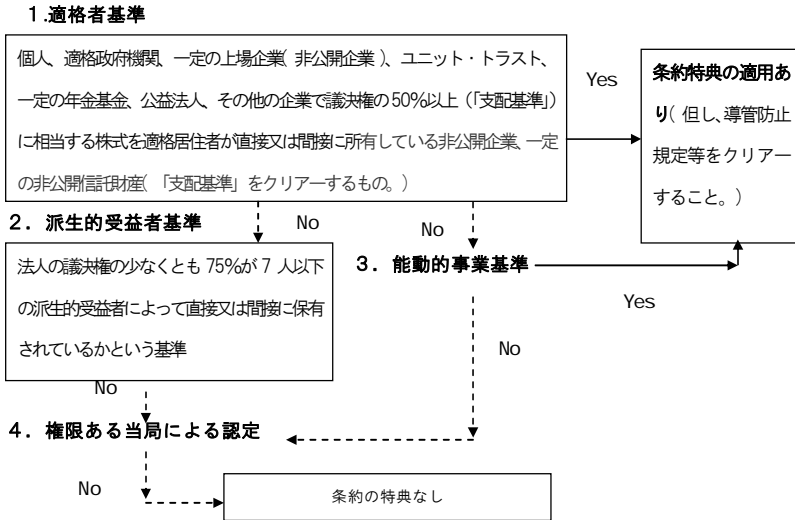 １.適格者基準
個人、適格政府機関、一定の上場企業( 非公開企業 )、ユニット・トラスト、
一定の年金基金、公益法人、その他の企業で議決権の50%以上（「支配基準」）
に相当する株式を適格居住者が直接又は間接に所有している非公開企業、一定
の非公開信託財産( 「支配基準」をクリアーするもの。)
Yes
条約特典の適用あ
り( 但し、導管防止
規定等をクリアー
すること。)
２．派生的受益者基準
No
No
法人の議決権の少なくとも 75%が 7 人以下
の派生的受益者によって直接又は間接に保有
されているかという基準
３．能動的事業基準
Yes
No
No
４．権限ある当局による認定
No
条約の特典なし